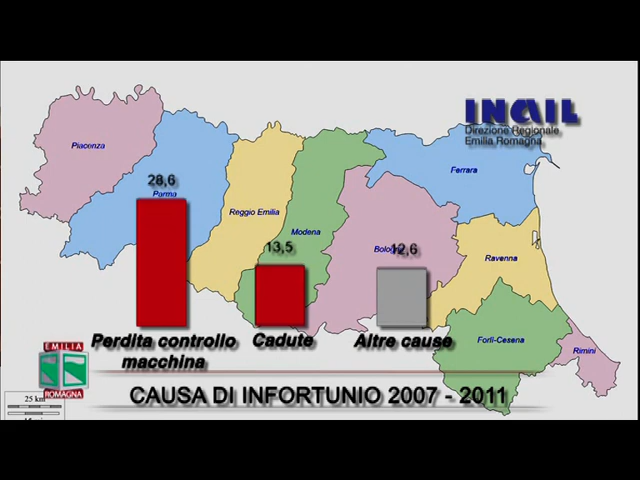 INAIL
Direzione Regionale
Emilia Romagna
Piacenza
Parma
Reggio Emilia
Modena
Bologna
Ferrara
Ravenna
Forlì-Cesena
Rimini
28,6
13,5
12,6
Perdita controllo
macchina
Cadute
Altre cause
EMILIA
ROMAGNA
CAUSA DI INFORTUNIO 2007 - 2011
25 km